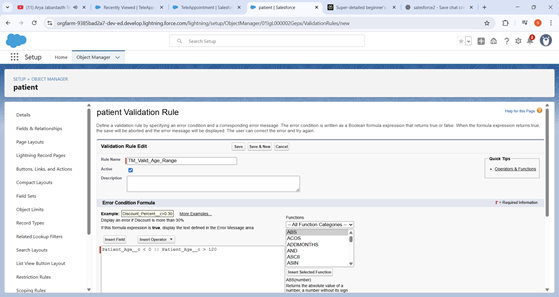 (15) Arya Jabardasth T
Recently Viewed | TeleApp
TeleAppointment | Salesfo
patient | Salesforce
Super-detailed beginner s
salesforce2 - Save chat co
orgfarm-9385bad2a7-dev-ed.develop.lightning.force.com/lightning/setup/ObjectManager/01IgL000002Geps/ValidationRules/new
Search Setup
Setup
Home
Object Manager
SETUP > OBJECT MANAGER
patient
Details
Fields & Relationships
Page Layouts
Lightning Record Pages
Buttons, Links, and Actions
Compact Layouts
Field Sets
Object Limits
Record Types
Related Lookup Filters
Search Layouts
List View Button Layout
Restriction Rules
Scoping Rules
patient Validation Rule
Help for this Page
Define a validation rule by specifying an error condition and a corresponding error message. The error condition is written as a Boolean formula expression that returns true or false. When the formula expression returns true,
the save will be aborted and the error message will be displayed. The user can correct the error and try again.
Validation Rule Edit
Save
Save & New
Cancel
Rule Name
TM_Valid_Age_Range
Active
Description
Quick Tips
• Operators & Functions
Error Condition Formula
= Required Information
Example: Discount_Percent__c>0.30 More Examples...
Display an error if Discount is more than 30%
If this formula expression is true, display the text defined in the Error Message area
Insert Field
Insert Operator
Patient_Age__c < 0 || Patient_Age__c > 120
Functions
-- All Function Categories --
ABS
ACOS
ADDMONTHS
AND
ASCII
ASIN
Insert Selected Function
ABS(number)
Returns the absolute value of a
number, a number without its sign